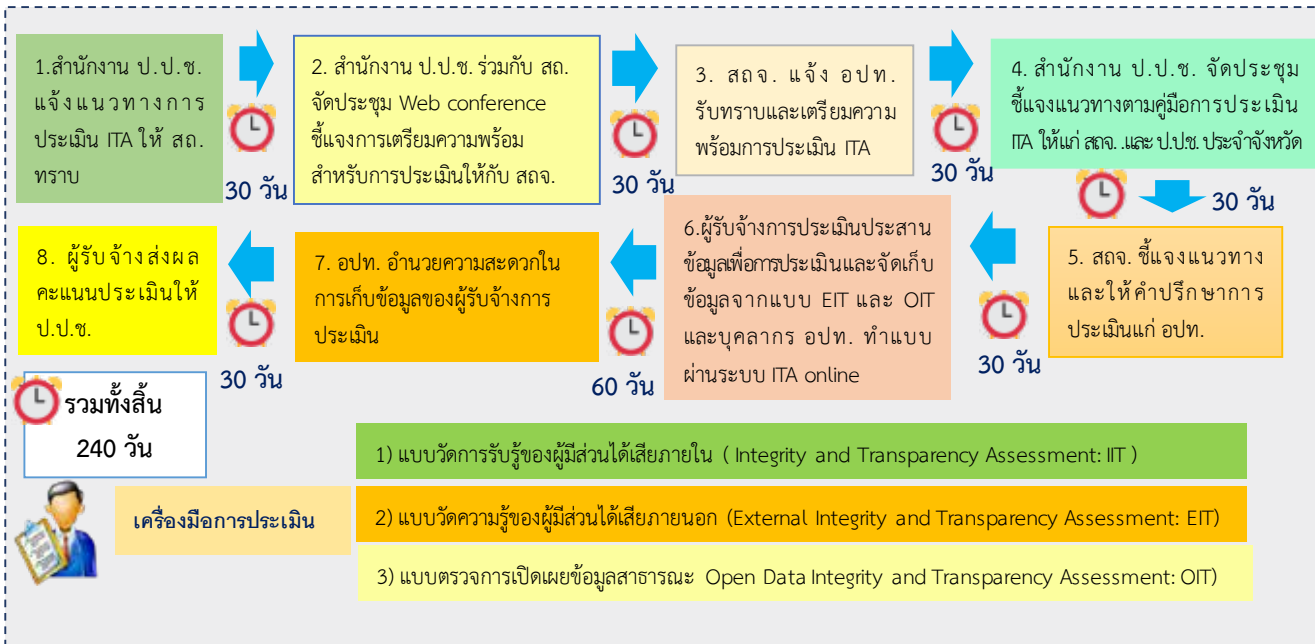 1.สำนักงาน ป.ป.ช.
แจ้งแนวทางการ
ประเมิน ITA ให้ สถ.
ทราบ
30 วัน
2. สำนักงาน ป.ป.ช. ร่วมกับ สถ.
จัดประชุม Web conference
ชี้แจงการเตรียมความพร้อม
สำหรับการประเมินให้กับ สถจ.
30 วัน
3. สถจ. แจ้ง อปท.
รับทราบและเตรียมความ
พร้อมการประเมิน ITA
30 วัน
4. สำนักงาน ป.ป.ช. จัดประชุม
ชี้แจงแนวทางตามคู่มือการประเมิน
ITA ให้แก่ สถจ. .และ ป.ป.ช. ประจำจังหวัด
30 วัน
5. สถจ. ชี้แจงแนวทาง
และให้คำปรึกษาการ
ประเมินแก่ อปท.
30 วัน
6.ผู้รับจ้างการประเมินประสาน
ข้อมูลเพื่อการประเมินและจัดเก็บ
ข้อมูลจากแบบ EIT และ OIT
และบุคลากร อปท. ทำแบบ
ผ่านระบบ ITA online
60 วัน
7. อปท. อำนวยความสะดวกใน
การเก็บข้อมูลของผู้รับจ้างการ
ประเมิน
30 วัน
8. ผู้รับจ้างส่งผล
คะแนนประเมินให้
ป.ป.ช.
รวมทั้งสิ้น
240 วัน
เครื่องมือการประเมิน
1) แบบวัดการรับรู้ของผู้มีส่วนได้เสียภายใน ( Integrity and Transparency Assessment: IIT )
2) แบบวัดความรู้ของผู้มีส่วนได้เสียภายนอก (External Integrity and Transparency Assessment: EIT)
3) แบบตรวจการเปิดเผยข้อมูลสาธารณะ Open Data Integrity and Transparency Assessment: OIT)